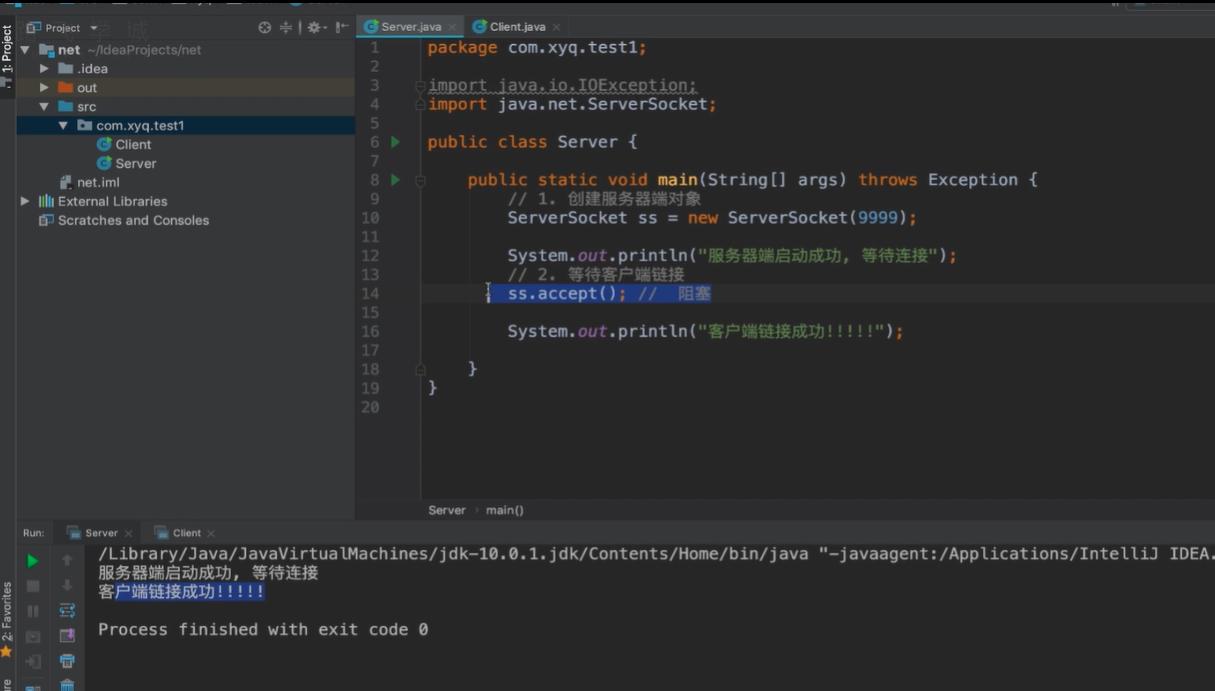 Project
Server.java
Client.java
1: Project
net ~/IdeaProjects/net
.idea
out
src
com.xyq.test1
Client
Server
net.iml
External Libraries
Scratches and Consoles
1 package com.xyq.test1;
2
3 import java.io.IOException;
4 import java.net.ServerSocket;
5
6 public class Server {
7
8 public static void main(String[] args) throws Exception {
9 // 1. 创建服务器端对象
10 ServerSocket ss = new ServerSocket(9999);
11
12 System.out.println("服务器端启动成功, 等待连接");
13 // 2. 等待客户端链接
14 ss.accept(); // 阻塞
15
16 System.out.println("客户端链接成功!!!!!");
17
18 }
19 }
20
Server main()
Run: Server Client
/Library/Java/JavaVirtualMachines/jdk-10.0.1.jdk/Contents/Home/bin/java "-javaagent:/Applications/IntelliJ IDEA.
服务器端启动成功, 等待连接
客户端链接成功!!!!!
Process finished with exit code 0
2: Favorites